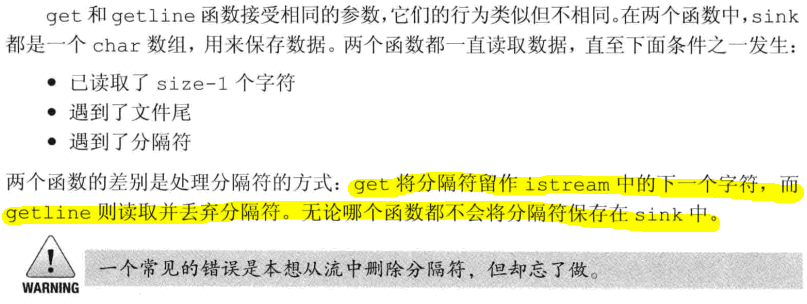 get 和 getline 函数接受相同的参数,它们的行为类似但不相同。在两个函数中,sink
都是一个 char 数组,用来保存数据。两个函数都一直读取数据,直至下面条件之一发生:
● 已读取了 size-1 个字符
● 遇到了文件尾
● 遇到了分隔符
两个函数的差别是处理分隔符的方式:get 将分隔符留作 istream 中的下一个字符,而
getline 则读取并丢弃分隔符。无论哪个函数都不会将分隔符保存在 sink 中。
一个常见的错误是本想从流中删除分隔符,但却忘了做。
WARNING